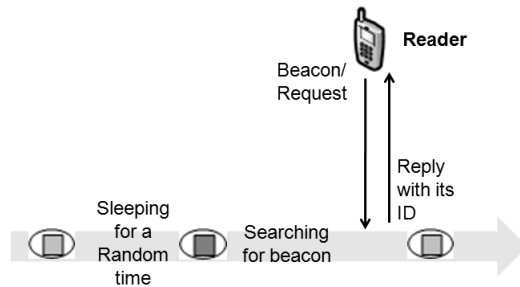 Reader
Beacon/
Request
Reply
with its
ID
Sleeping
for a
Random
time
Searching
for beacon